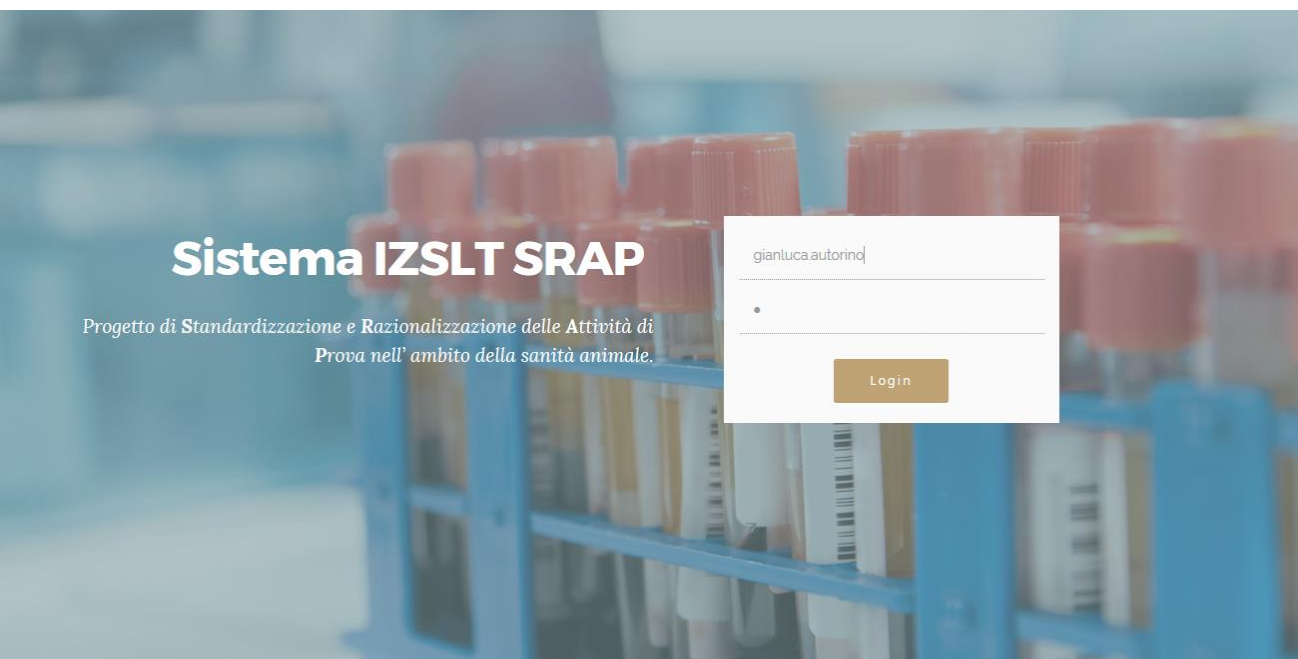 Sistema IZSLT SRAP
Progetto di Standardizzazione e Razionalizzazione delle Attività di
Prova nell' ambito della sanità animale.
gianluca.autorino
•
Login